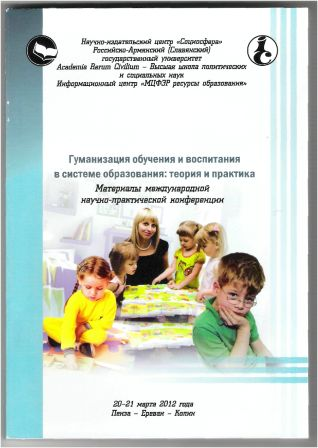 Научно-издательский центр «Социосфера»
Российско-Армянский (Славянский)
государственный университет
Academia Rerum Civilium – Высшая школа политических
и социальных наук
Информационный центр «МЦФЭР ресурсы образования»
Гуманизация обучения и воспитания
в системе образования: теория и практика
Материалы международной
научно-практической конференции
20–21 марта 2012 года
Пенза – Ереван – Колин